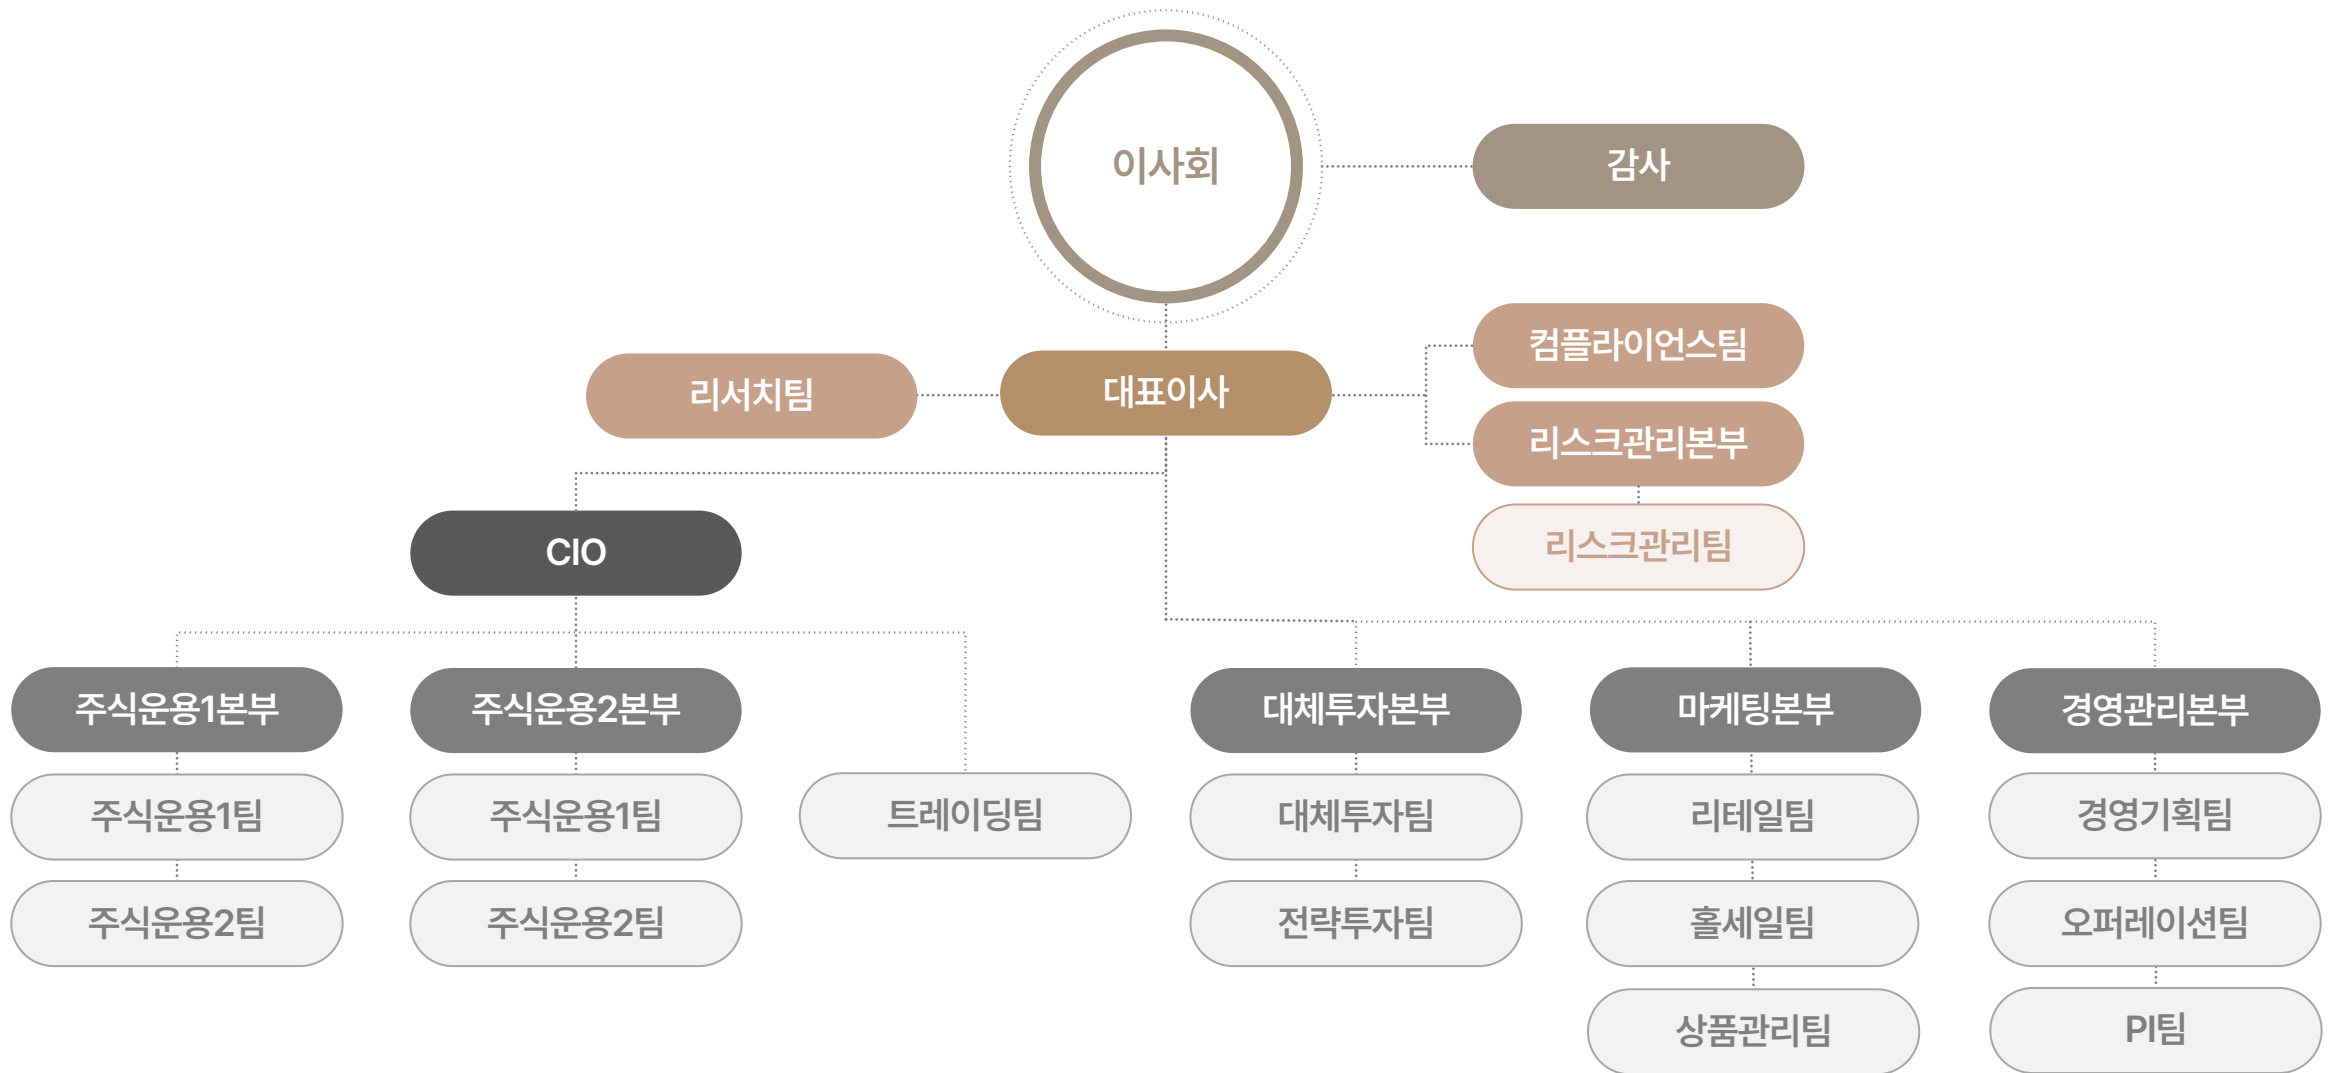 이사회
감사
컴플라이언스팀
리서치팀
대표이사
리스크관리본부
리스크관리팀
CIO
주식운용1본부
주식운용2본부
대체투자본부
마케팅본부
경영관리본부
주식운용1팀
주식운용1팀
트레이딩팀
대체투자팀
리테일팀
경영기획팀
주식운용2팀
주식운용2팀
전략투자팀
홀세일팀
오퍼레이션팀
상품관리팀
PI팀